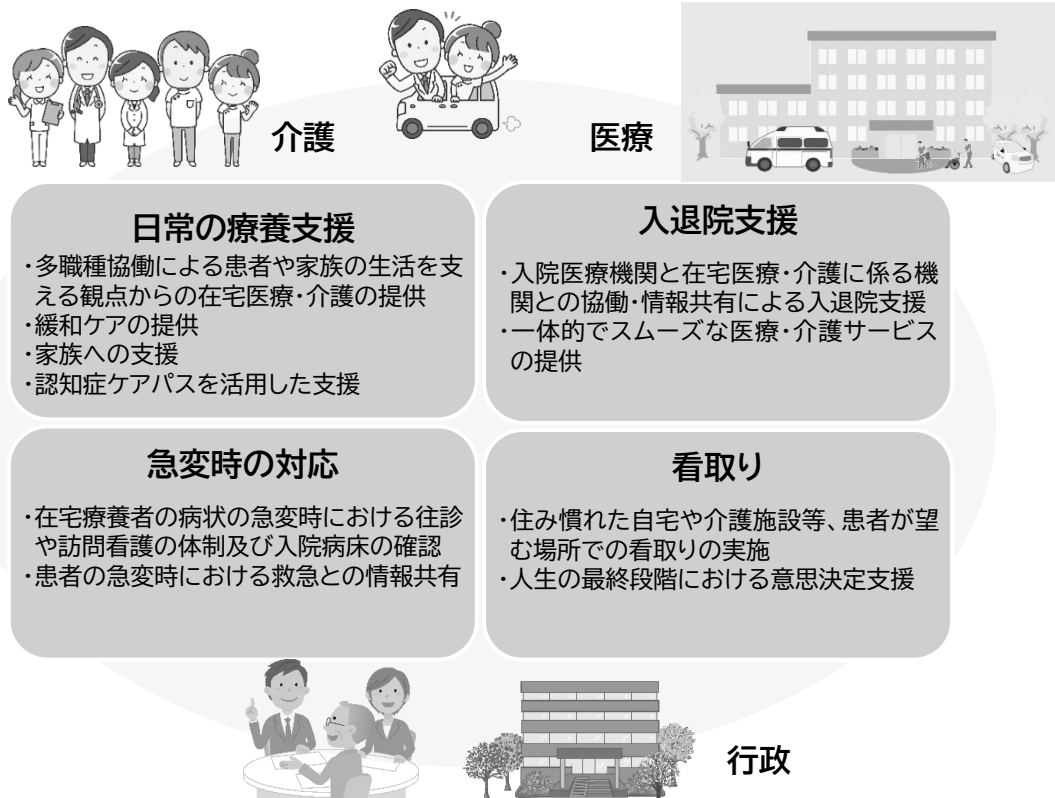 介護
医療
日常の療養支援
・多職種協働による患者や家族の生活を支
える観点からの在宅医療・介護の提供
・緩和ケアの提供
・家族への支援
・認知症ケアパスを活用した支援
入退院支援
・入院医療機関と在宅医療・介護に係る機
関との協働・情報共有による入退院支援
・一体的でスムーズな医療・介護サービス
の提供
急変時の対応
・在宅療養者の病状の急変時における往診
や訪問看護の体制及び入院病床の確認
・患者の急変時における救急との情報共有
看取り
・住み慣れた自宅や介護施設等、患者が望
む場所での看取りの実施
・人生の最終段階における意思決定支援
行政